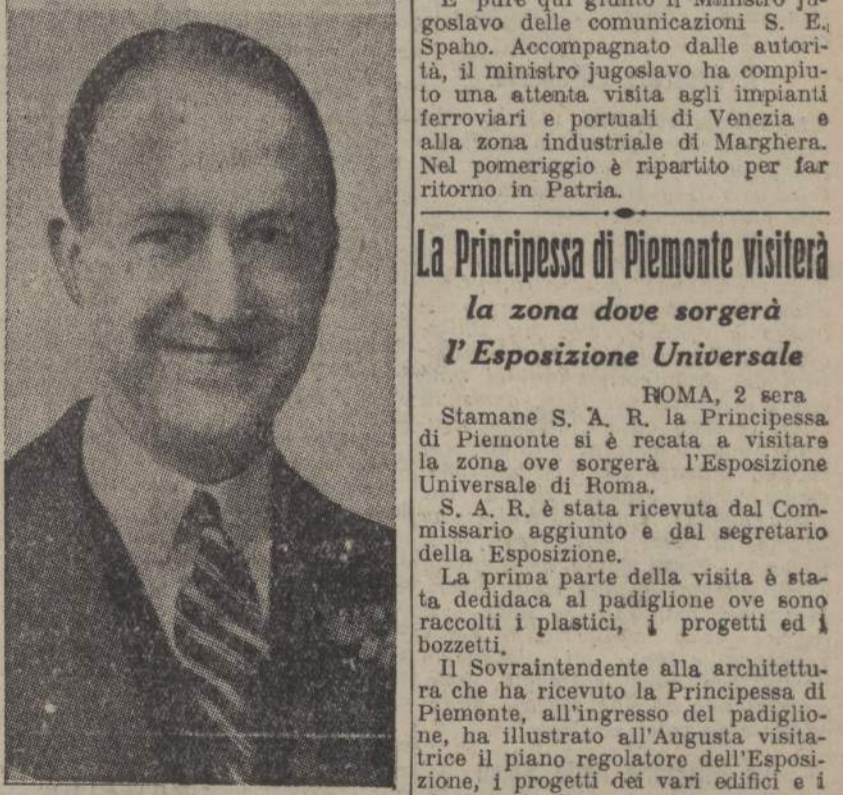 E' pure qui giunto il Ministro ju-
goslavo delle comunicazioni S. E.
Spaho. Accompagnato dalle autori-
tà, il ministro jugoslavo ha compiu-
to una attenta visita agli impianti
ferroviari e portuali di Venezia e
alla zona industriale di Marghera.
Nel pomeriggio è ripartito per far
ritorno in Patria.
La Principessa di Piemonte visiterà
la zona dove sorgerà
l'Esposizione Universale
ROMA, 2 sera
Stamane S. A. R. la Principessa
di Piemonte si è recata a visitare
la zona ove sorgerà l'Esposizione
Universale di Roma.
S. A. R. è stata ricevuta dal Com-
missario aggiunto e dal segretario
della Esposizione.
La prima parte della visita è sta-
ta dedidaca al padiglione ove sono
raccolti i plastici, i progetti ed i
bozzetti.
Il Sovraintendente alla architettu-
ra che ha ricevuto la Principessa di
Piemonte, all'ingresso del padiglio-
ne, ha illustrato all'Augusta visita-
trice il piano regolatore dell'Esposi-
zione, i progetti dei vari edifici e i